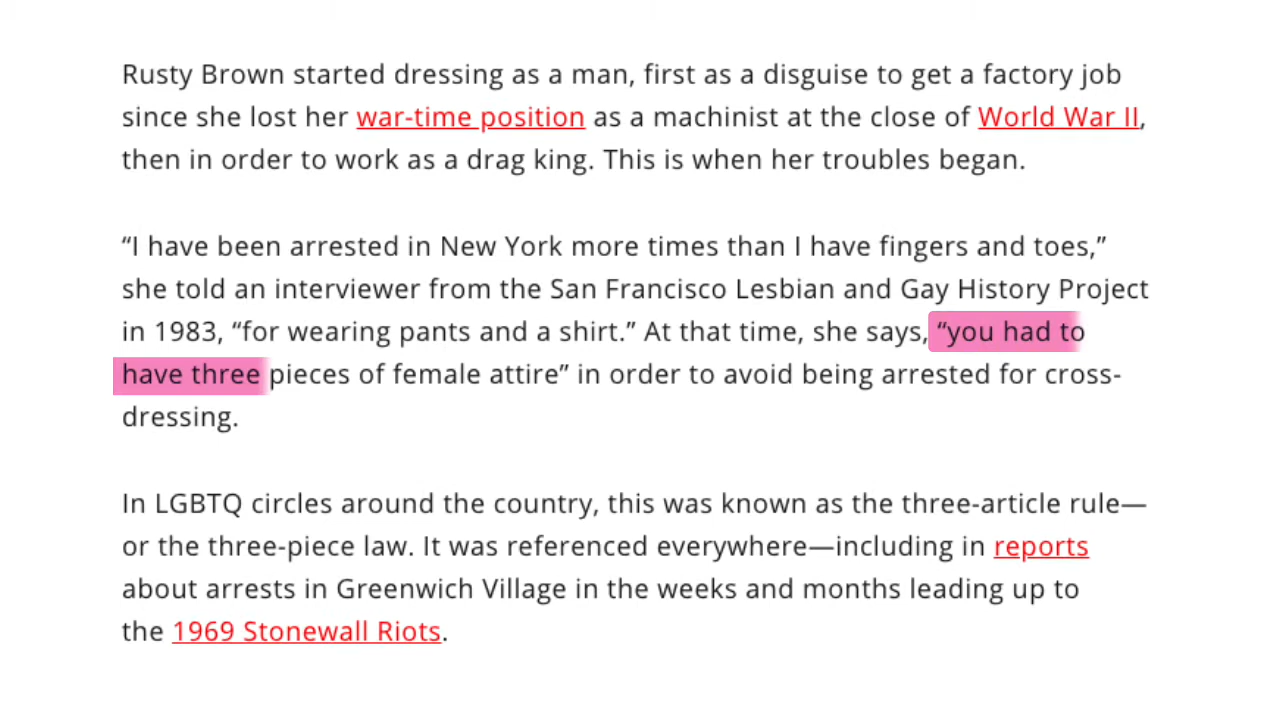 Rusty Brown started dressing as a man, first as a disguise to get a factory job
since she lost her war-time position as a machinist at the close of World War II,
then in order to work as a drag king. This is when her troubles began.
“I have been arrested in New York more times than I have fingers and toes,”
she told an interviewer from the San Francisco Lesbian and Gay History Project
in 1983, “for wearing pants and a shirt.” At that time, she says, “you had to
have three pieces of female attire” in order to avoid being arrested for cross-
dressing.
In LGBTQ circles around the country, this was known as the three-article rule—
or the three-piece law. It was referenced everywhere—including in reports
about arrests in Greenwich Village in the weeks and months leading up to
the 1969 Stonewall Riots.